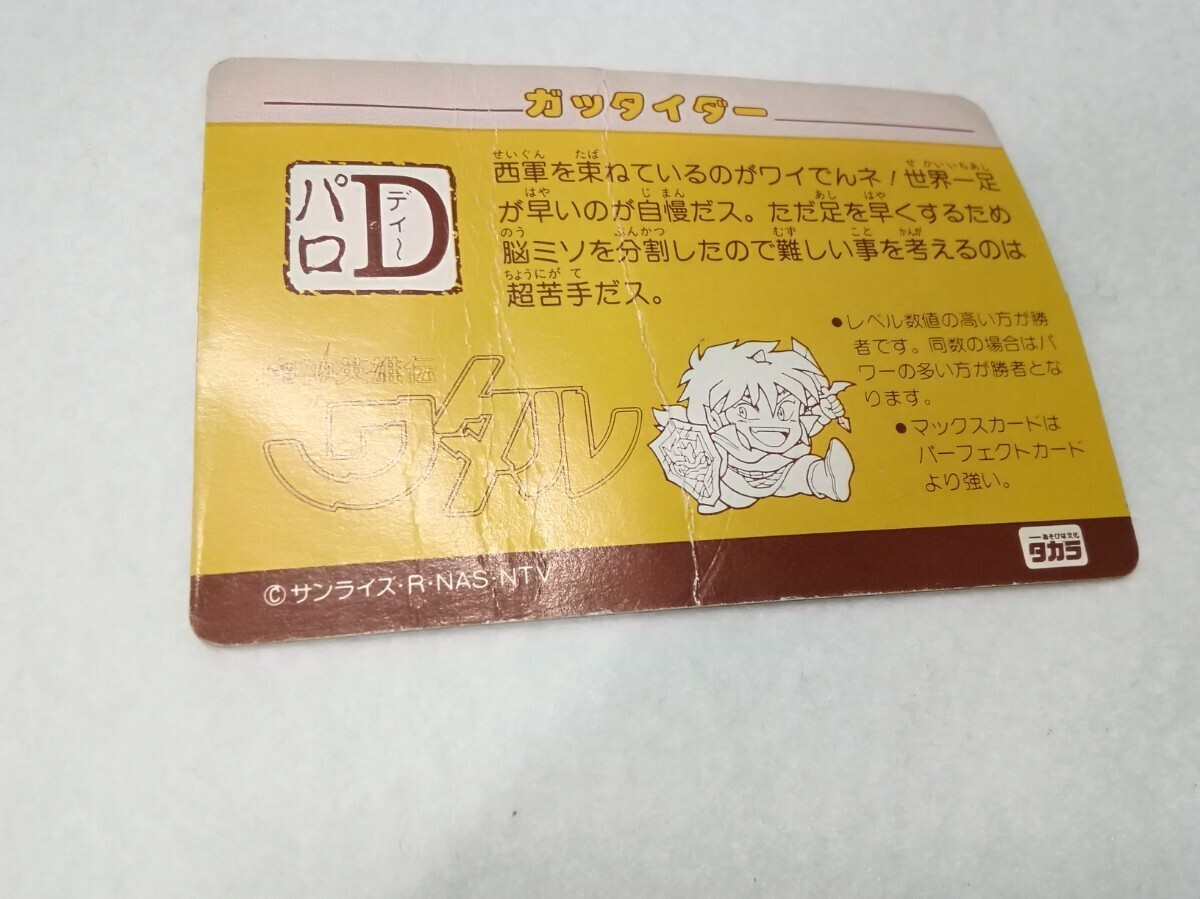 ガッタイダー
パロ
D
ディ〜
せいぐん たば せかいいちあし
西軍を束ねているのがワイでんネ!世界一足
はや じまん あし はや
が早いのが自慢だス。ただ足を早くするため
のう ぶんかつ むず こと かんが
脳ミソを分割したので難しい事を考えるのは
ちょうにがて
超苦手だス。
●レベル数値の高い方が勝
者です。同数の場合はパ
ワーの多い方が勝者とな
ります。
●マックスカードは
パーフェクトカード
より強い。
英雄伝
ワタル
©サンライズ・R・NAS・NTV
あそびは文化
タカラ